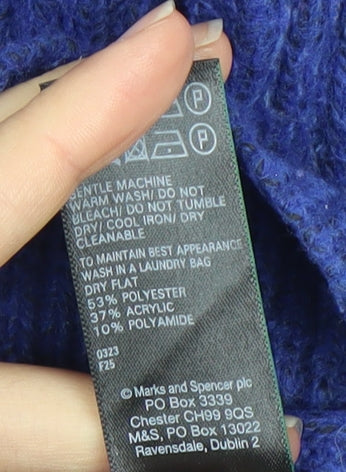 P
P
GENTLE MACHINE
WARM WASH/ DO NOT
BLEACH/ DO NOT TUMBLE
DRY/ COOL IRON/ DRY
CLEANABLE
TO MAINTAIN BEST APPEARANCE
WASH IN A LAUNDRY BAG
DRY FLAT
53% POLYESTER
37% ACRYLIC
10% POLYAMIDE
0323
F25
© Marks and Spencer plc
PO Box 3339
Chester CH99 9QS
M&S, PO Box 13022
Ravensdale, Dublin 2